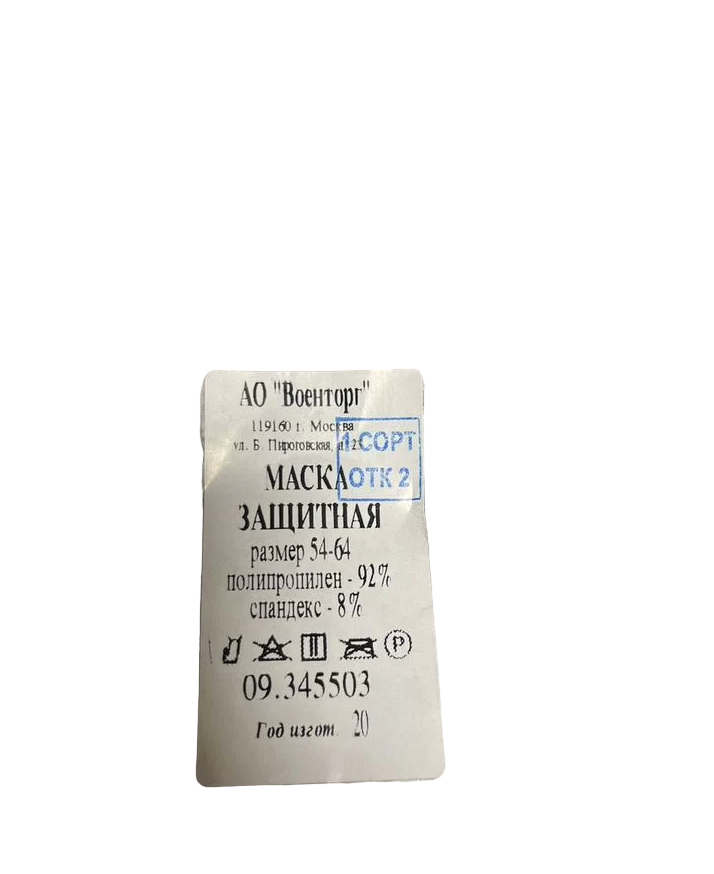 АО "Военторг"
119160 г. Москва
ул. Б. Пироговская, д. 23
1 СОРТ
ОТК 2
МАСКА
ЗАЩИТНАЯ
размер 54-64
полипропилен - 92%
спандекс - 8%
P
09.345503
Год изгот. 20